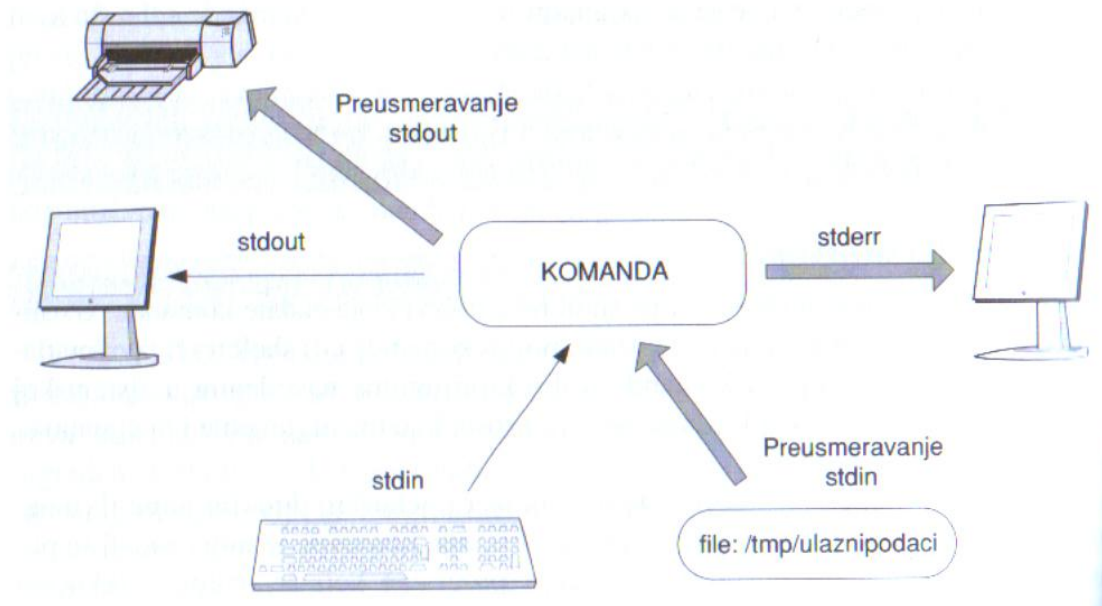 Preusmeravanje
stdout
stdout
KOMANDA
stderr
Preusmeravanje
stdin
stdin
file: /tmp/ulaznipodaci